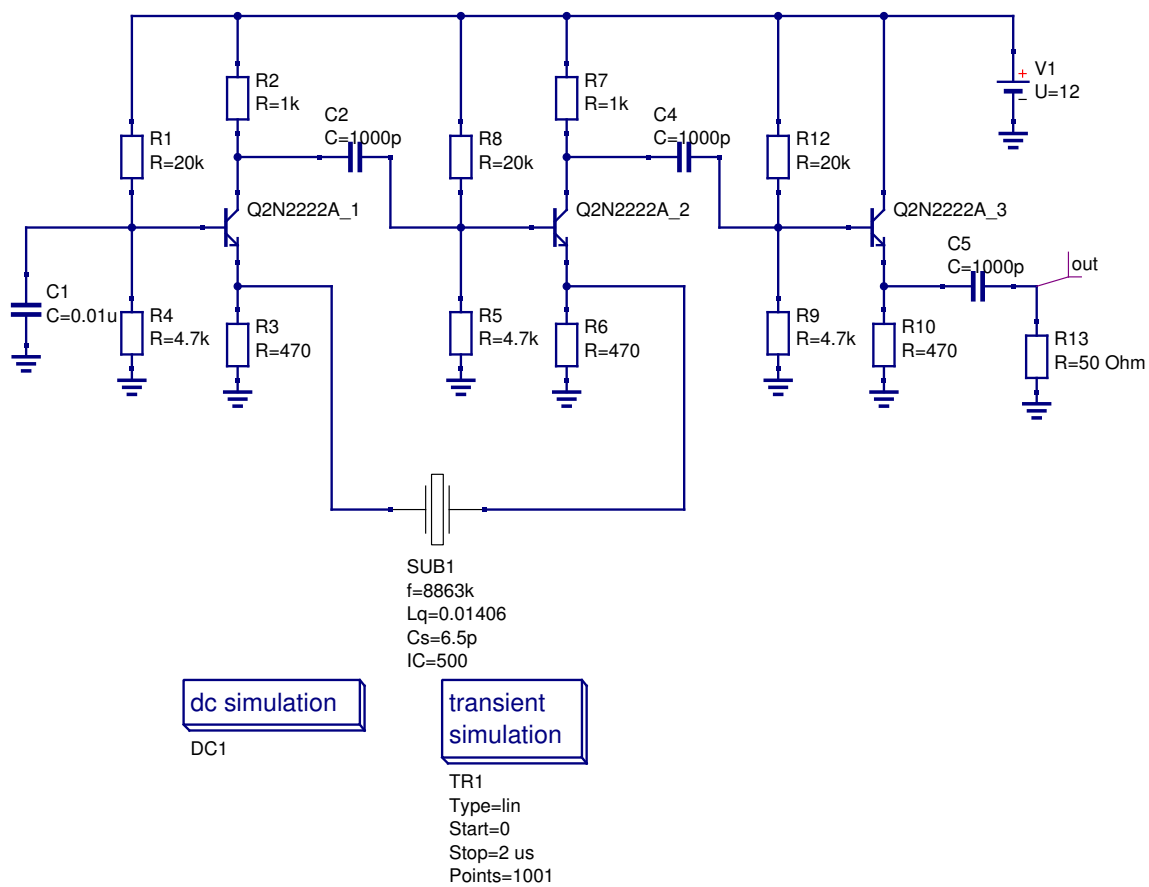 R2
R=1k
R7
R=1k
V1
U=12
C2
C=1000p
C4
C=1000p
R1
R=20k
R8
R=20k
R12
R=20k
Q2N2222A_1
Q2N2222A_2
Q2N2222A_3
C5
C=1000p
out
C1
C=0.01u
R4
R=4.7k
R3
R=470
R5
R=4.7k
R6
R=470
R9
R=4.7k
R10
R=470
R13
R=50 Ohm
SUB1
f=8863k
Lq=0.01406
Cs=6.5p
IC=500
dc simulation
DC1
transient
simulation
TR1
Type=lin
Start=0
Stop=2 us
Points=1001